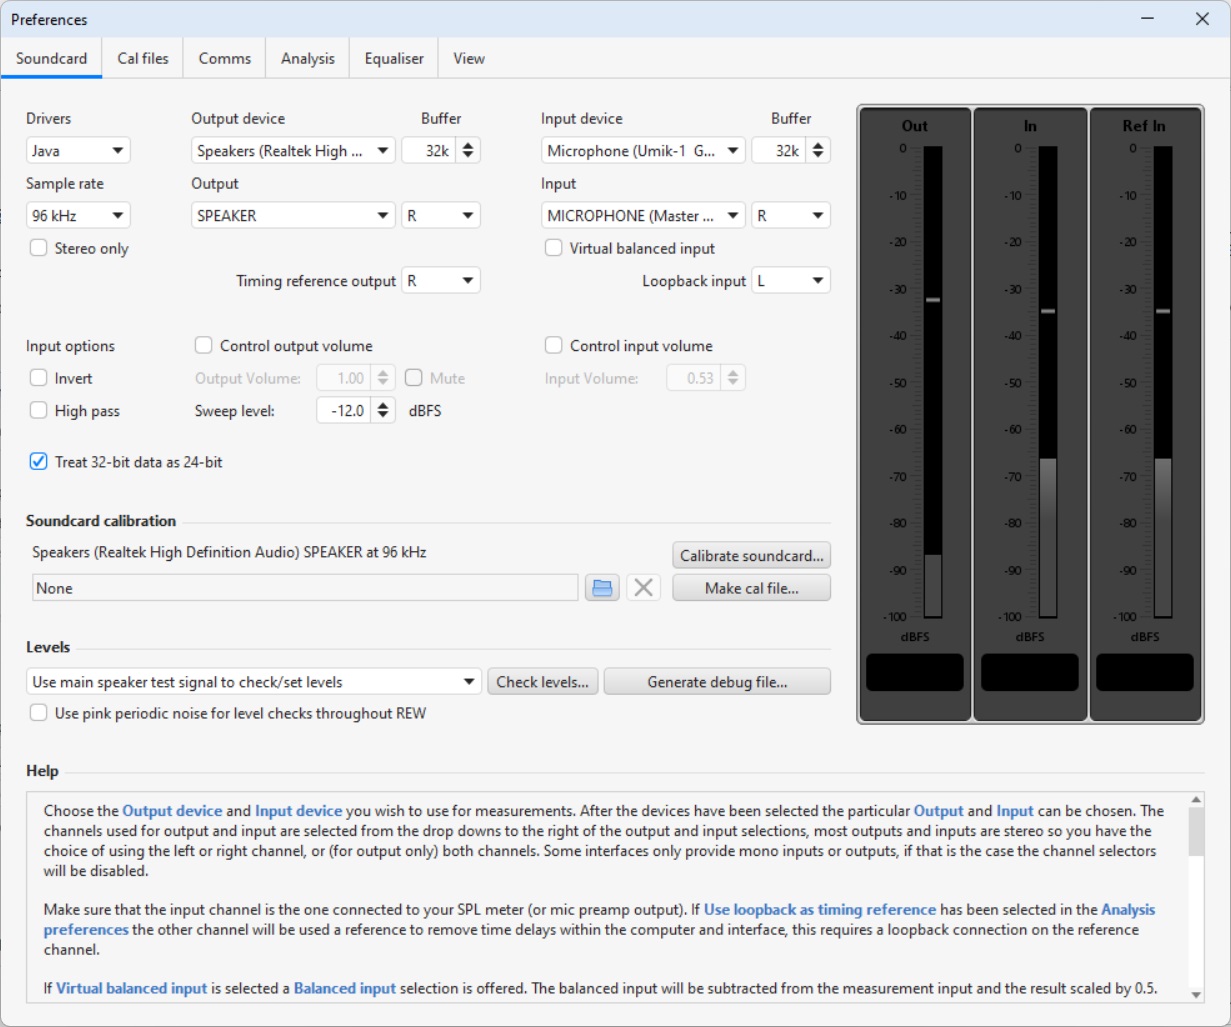 Preferences
Soundcard
Cal files
Comms
Analysis
Equaliser
View
Drivers
Output device
Buffer
Input device
Buffer
Java
Speakers (Realtek High ...
32k
Microphone (Umik-1 G...
32k
Sample rate
Output
Input
96 kHz
SPEAKER
R
MICROPHONE (Master ...
R
Stereo only
Virtual balanced input
Timing reference output
R
Loopback input
L
Input options
Control output volume
Control input volume
Invert
Output Volume:
1.00
Mute
Input Volume:
0.53
High pass
Sweep level:
-12.0
dBFS
Treat 32-bit data as 24-bit
Soundcard calibration
Speakers (Realtek High Definition Audio) SPEAKER at 96 kHz
Calibrate soundcard...
None
Make cal file...
Levels
Use main speaker test signal to check/set levels
Check levels...
Generate debug file...
Use pink periodic noise for level checks throughout REW
Out
0
-10
-20
-30
-40
-50
-60
-70
-80
-90
-100
dBFS
In
0
-10
-20
-30
-40
-50
-60
-70
-80
-90
-100
dBFS
Ref In
0
-10
-20
-30
-40
-50
-60
-70
-80
-90
-100
dBFS
Help
Choose the Output device and Input device you wish to use for measurements. After the devices have been selected the particular Output and Input can be chosen. The
channels used for output and input are selected from the drop downs to the right of the output and input selections, most outputs and inputs are stereo so you have the
choice of using the left or right channel, or (for output only) both channels. Some interfaces only provide mono inputs or outputs, if that is the case the channel selectors
will be disabled.
Make sure that the input channel is the one connected to your SPL meter (or mic preamp output). If Use loopback as timing reference has been selected in the Analysis
preferences the other channel will be used a reference to remove time delays within the computer and interface, this requires a loopback connection on the reference
channel.
If Virtual balanced input is selected a Balanced input selection is offered. The balanced input will be subtracted from the measurement input and the result scaled by 0.5.